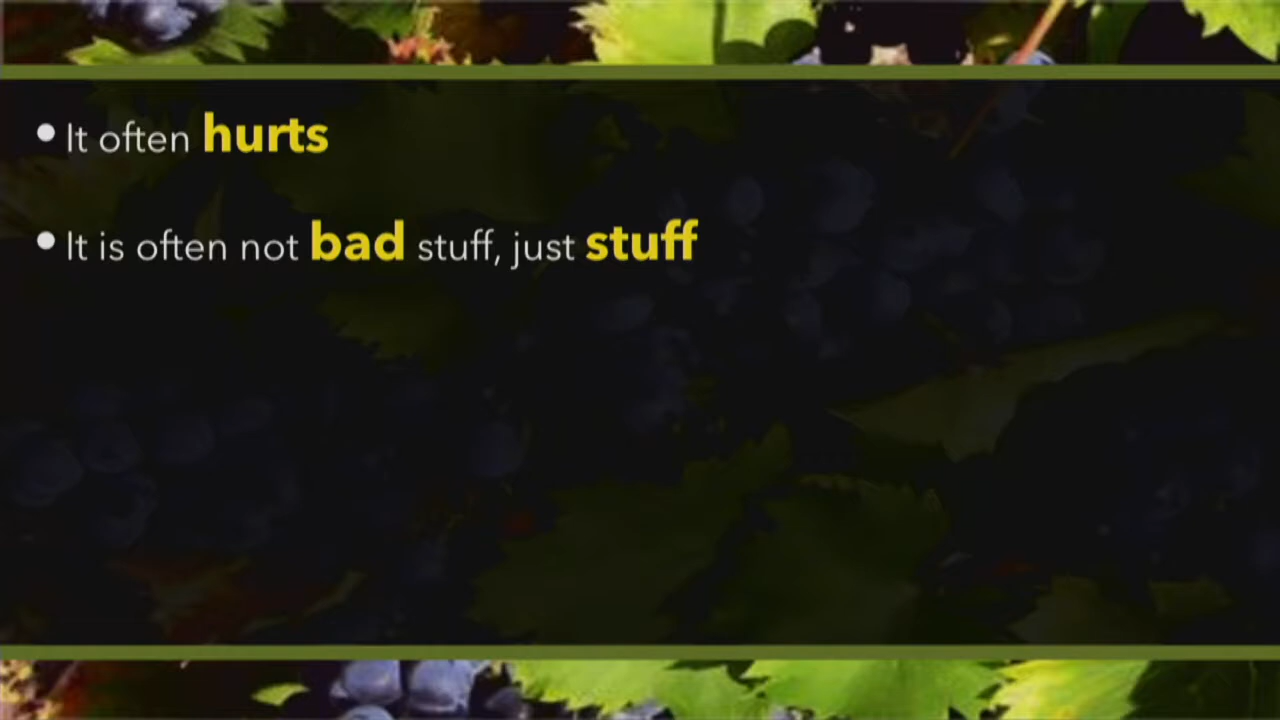 • It often hurts
• It is often not bad stuff, just stuff